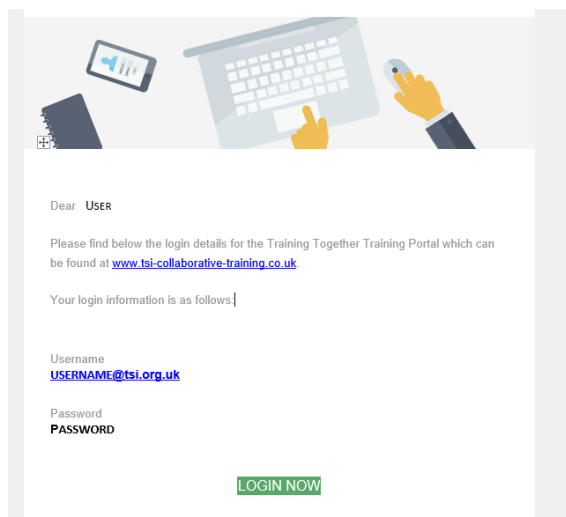 Dear USER
Please find below the login details for the Training Together Training Portal which can
be found at www.tsi-collaborative-training.co.uk.
Your login information is as follows:
Username
USERNAME@tsi.org.uk
Password
PASSWORD
LOGIN NOW